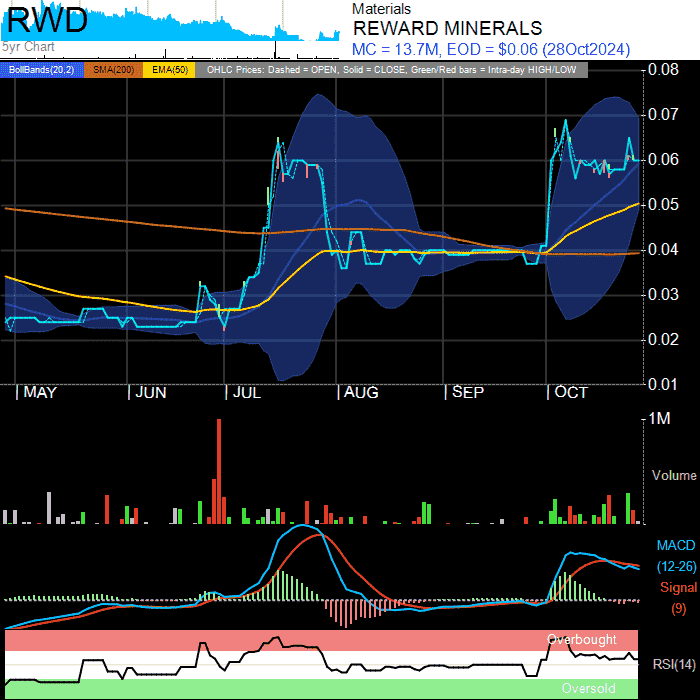 RWD
5yr Chart
Materials
REWARD MINERALS
MC = 13.7M, EOD = $0.06 (28Oct2024)
BollBands(20,2) SMA(200) EMA(50) OHLC Prices: Dashed = OPEN, Solid = CLOSE, Green/Red bars = Intra-day HIGH/LOW
0.08
0.07
0.06
0.05
0.04
0.03
0.02
0.01
MAY JUN JUL AUG SEP OCT
1M
Volume
MACD
(12-26)
Signal
(9)
Overbought
RSI(14)
Oversold